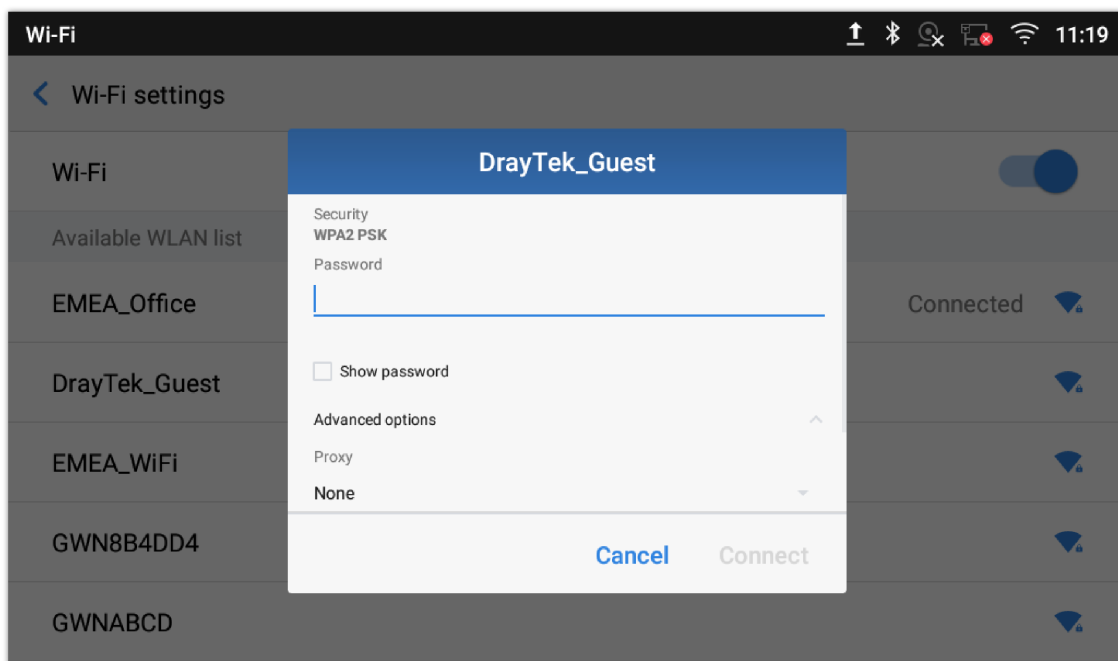 Wi-Fi 11:19
Wi-Fi settings
Wi-Fi
Available WLAN list
EMEA_Office Connected
DrayTek_Guest
EMEA_WiFi
GWN8B4DD4
GWNABCD
DrayTek_Guest
Security
WPA2 PSK
Password
Show password
Advanced options
Proxy
None
Cancel Connect